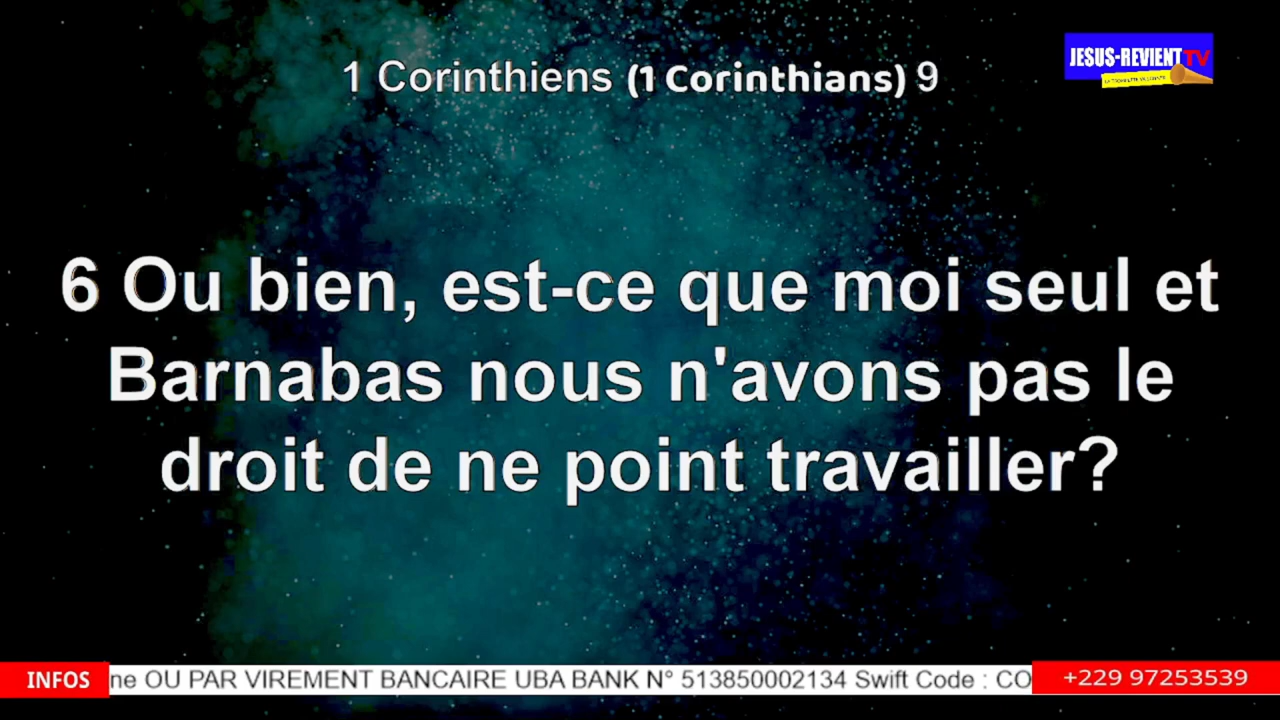 JESUS-REVIENT TV
1 Corinthiens (1 Corinthians) 9
6 Ou bien, est-ce que moi seul et
Barnabas nous n'avons pas le
droit de ne point travailler?
INFOS
ne OU PAR VIREMENT BANCAIRE UBA BANK N° 513850002134 Swift Code : CO
+229 97253539